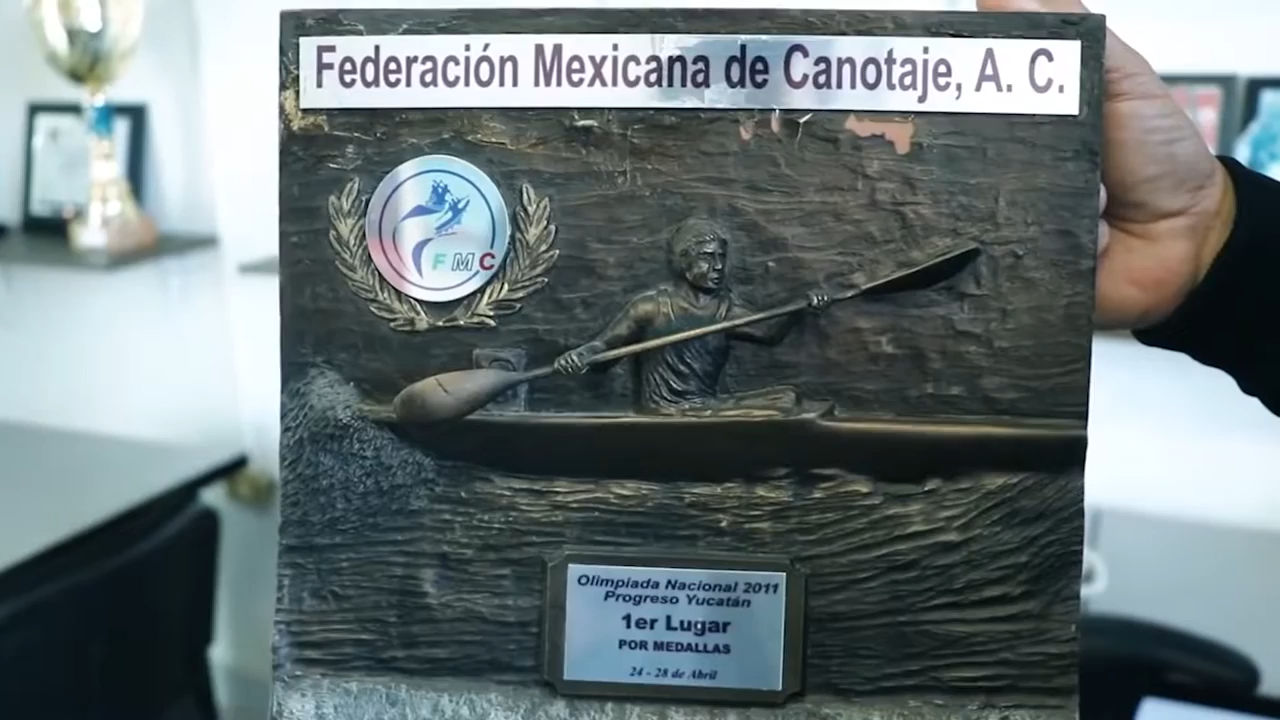 Federación Mexicana de Canotaje, A. C.
FMC
Olimpiada Nacional 2011
Progreso Yucatán
1er Lugar
POR MEDALLAS
24 - 28 de Abril